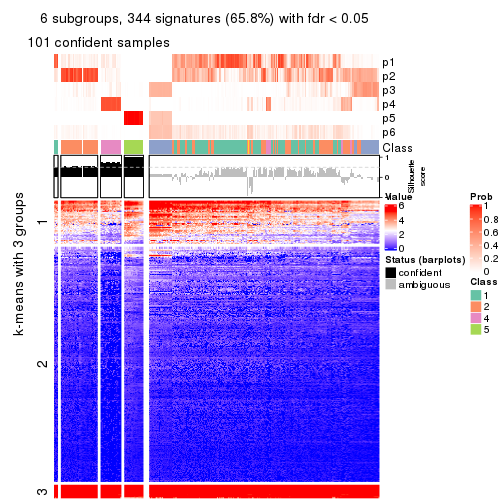 6 subgroups, 344 signatures (65.8%) with fdr < 0.05
101 confident samples
p1
p2
p3
p4
p5
p6
Class
1
0
Silhouette
score
k-means with 3 groups
1
2
3
Value
6
4
2
0
Status (barplots)
confident
ambiguous
Prob
1
0.8
0.6
0.4
0.2
0
Class
1
2
4
5